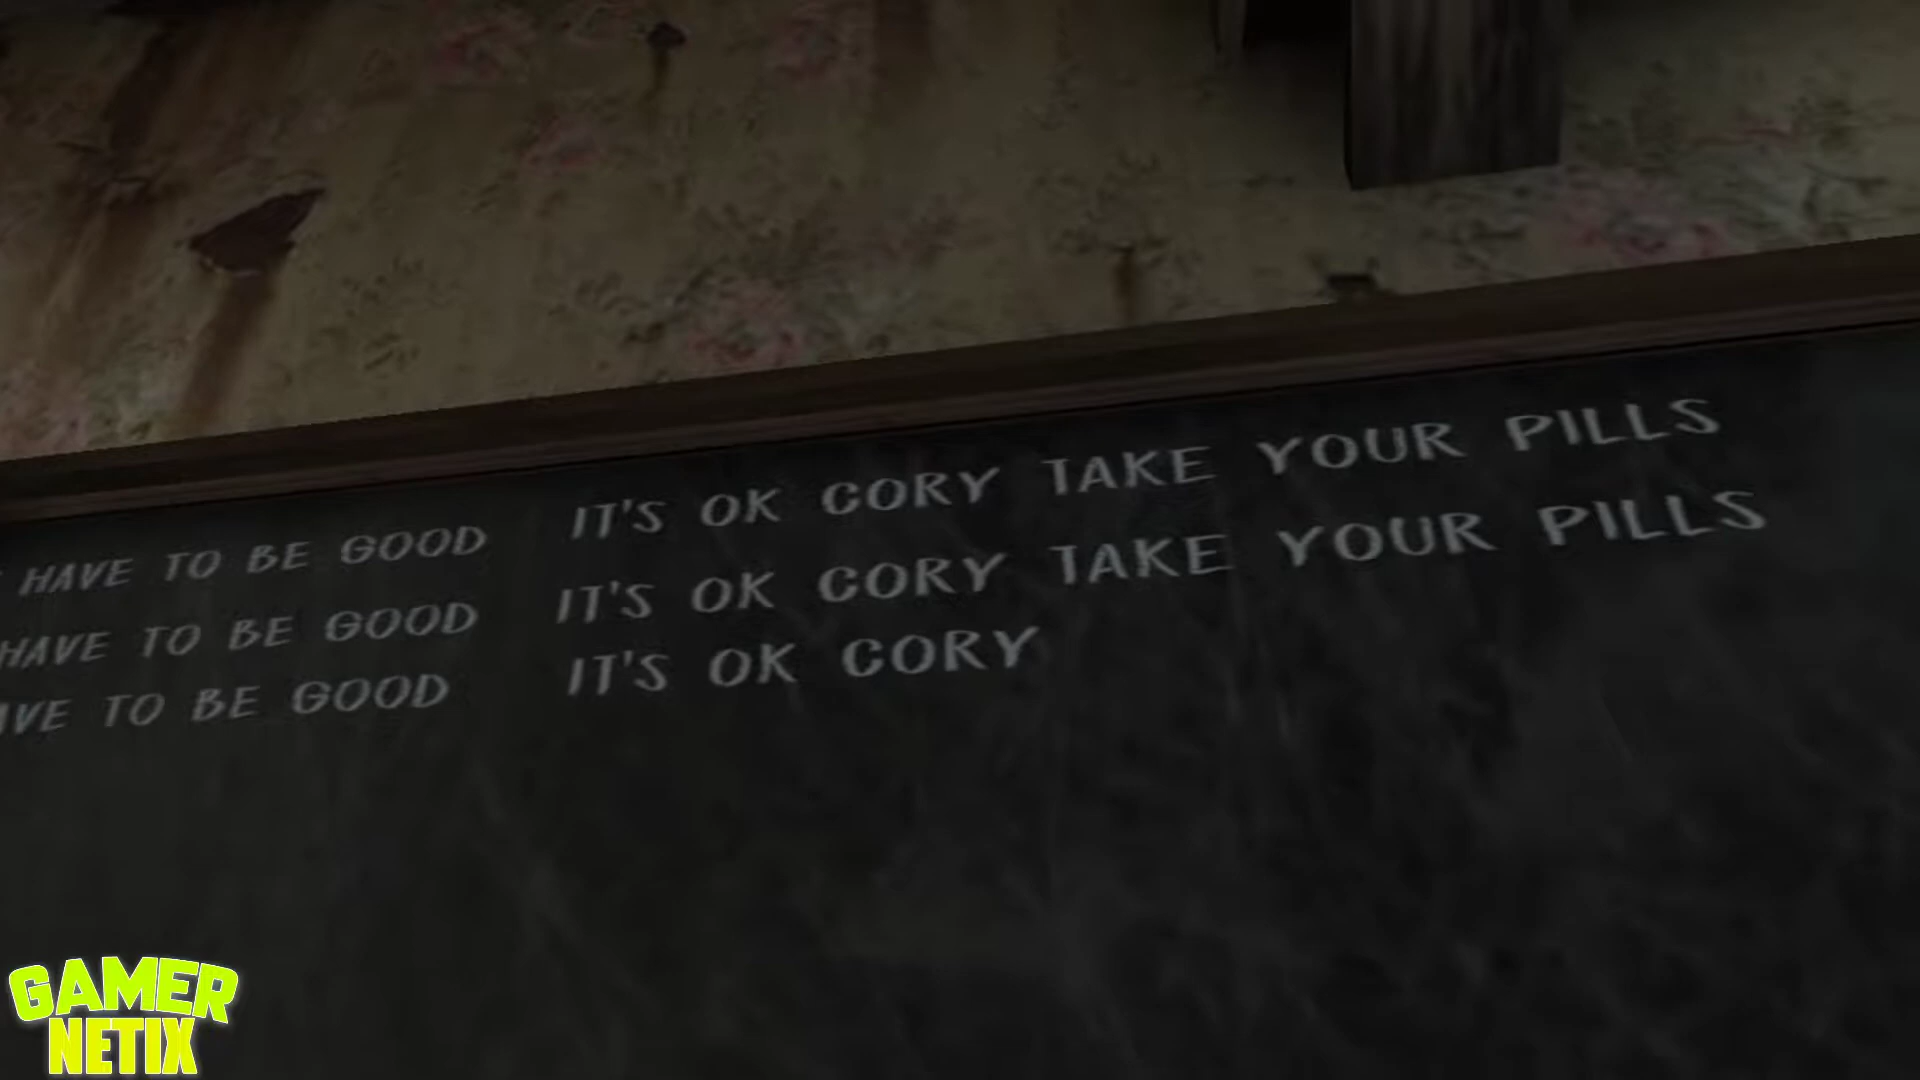 HAVE TO BE GOOD
HAVE TO BE GOOD
TO BE GOOD
IT'S OK CORY TAKE YOUR PILLS
IT'S OK CORY TAKE YOUR PILLS
IT'S OK CORY
GAMER
NETIX